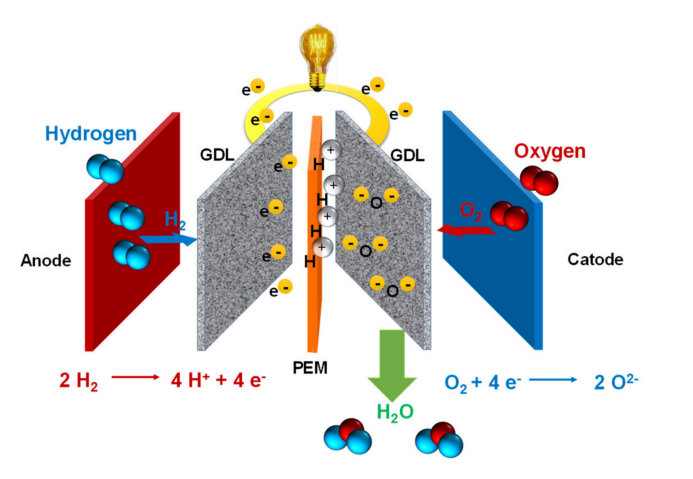 e-
e-
e-
e-
Hydrogen
GDL
GDL
Oxygen
e-
H +
H +
e-
- O -
H2
O2
H +
Anode
e-
- O -
H +
Catode
e-
- O -
PEM
2 H2 ⟶ 4 H⁺ + 4 e⁻
O2 + 4 e⁻ ⟶ 2 O²⁻
H2O